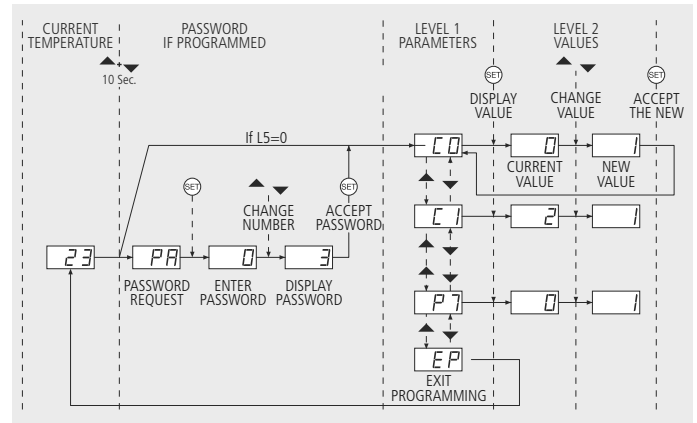 CURRENT
TEMPERATURE
PASSWORD
IF PROGRAMMED
LEVEL 1
PARAMETERS
LEVEL 2
VALUES
+
10 Sec.
SET
SET
DISPLAY
VALUE
CHANGE
VALUE
ACCEPT
THE NEW
If L5=0
C0
0
1
CURRENT
VALUE
NEW
VALUE
SET
SET
CHANGE
NUMBER
ACCEPT
PASSWORD
C1
2
1
23
PA
0
3
PASSWORD
REQUEST
ENTER
PASSWORD
DISPLAY
PASSWORD
P7
0
1
EP
EXIT
PROGRAMMING